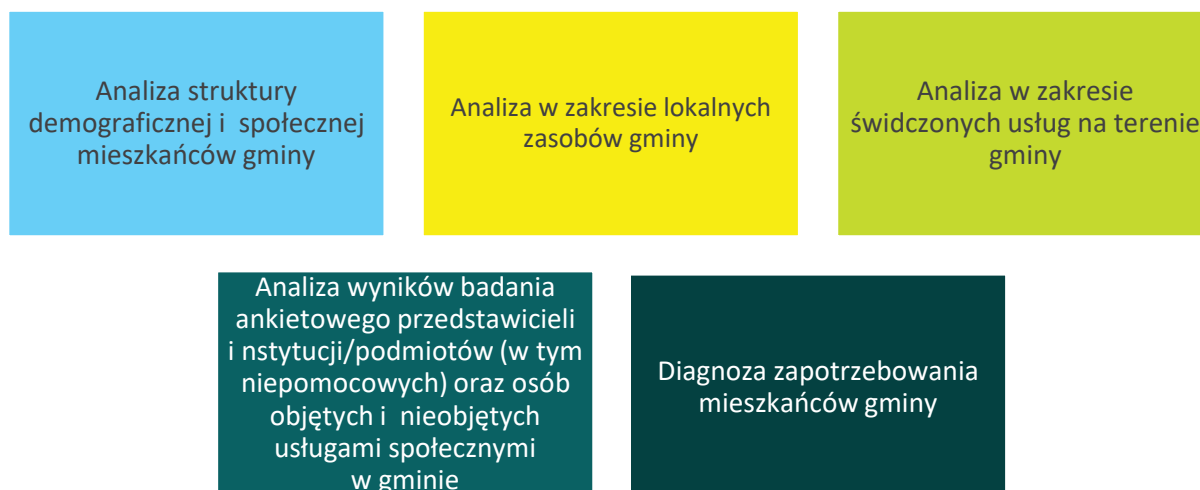 Analiza struktury
demograficznej i  społecznej
mieszkańców gminy
Analiza w zakresie lokalnych
zasobów gminy
Analiza w zakresie
świdczonych usług na terenie
gminy
Analiza wyników badania
ankietowego przedstawicieli
i nstytucji/podmiotów (w tym
niepomocowych) oraz osób
objętych i  nieobjętych
usługami społecznymi
w gminie
Diagnoza zapotrzebowania
mieszkańców gminy